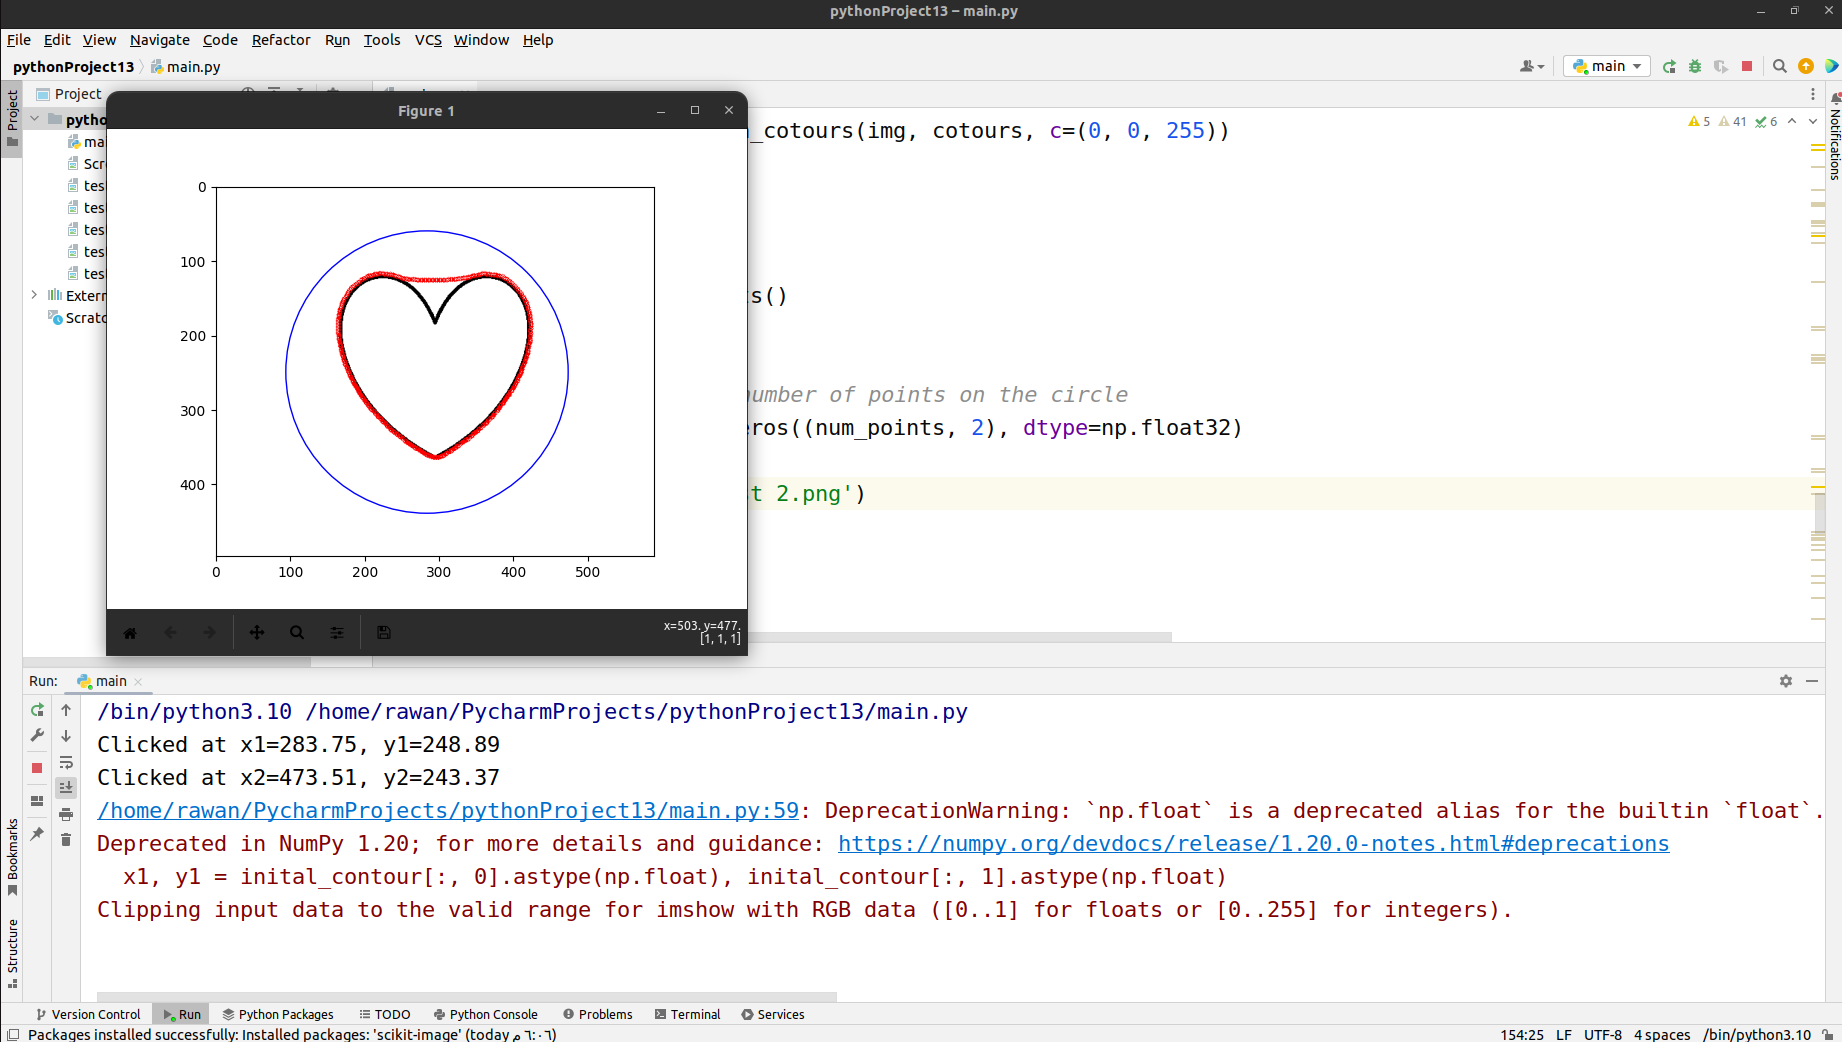 pythonProject13 – main.py
File Edit View Navigate Code Refactor Run Tools VCS Window Help
pythonProject13 main.py
main
Project
Project
Figure 1
_cotours(img, cotours, c=(0, 0, 255))
5 41 6
Notifications
pytho
mai
Scr
tes
tes
tes
tes
tes
Extern
Scratc
0
100
200
300
400
0 100 200 300 400 500
s()
number of points on the circle
eros((num_points, 2), dtype=np.float32)
t 2.png')
x=503. y=477.
[1, 1, 1]
Run: main
/bin/python3.10 /home/rawan/PycharmProjects/pythonProject13/main.py
Clicked at x1=283.75, y1=248.89
Clicked at x2=473.51, y2=243.37
/home/rawan/PycharmProjects/pythonProject13/main.py:59: DeprecationWarning: `np.float` is a deprecated alias for the builtin `float`.
Deprecated in NumPy 1.20; for more details and guidance: https://numpy.org/devdocs/release/1.20.0-notes.html#deprecations
x1, y1 = inital_contour[:, 0].astype(np.float), inital_contour[:, 1].astype(np.float)
Clipping input data to the valid range for imshow with RGB data ([0..1] for floats or [0..255] for integers).
Bookmarks
Structure
Version Control Run Python Packages TODO Python Console Problems Terminal Services
Packages installed successfully: Installed packages: 'scikit-image' (today م ٦:٠٦)
154:25 LF UTF-8 4 spaces /bin/python3.10